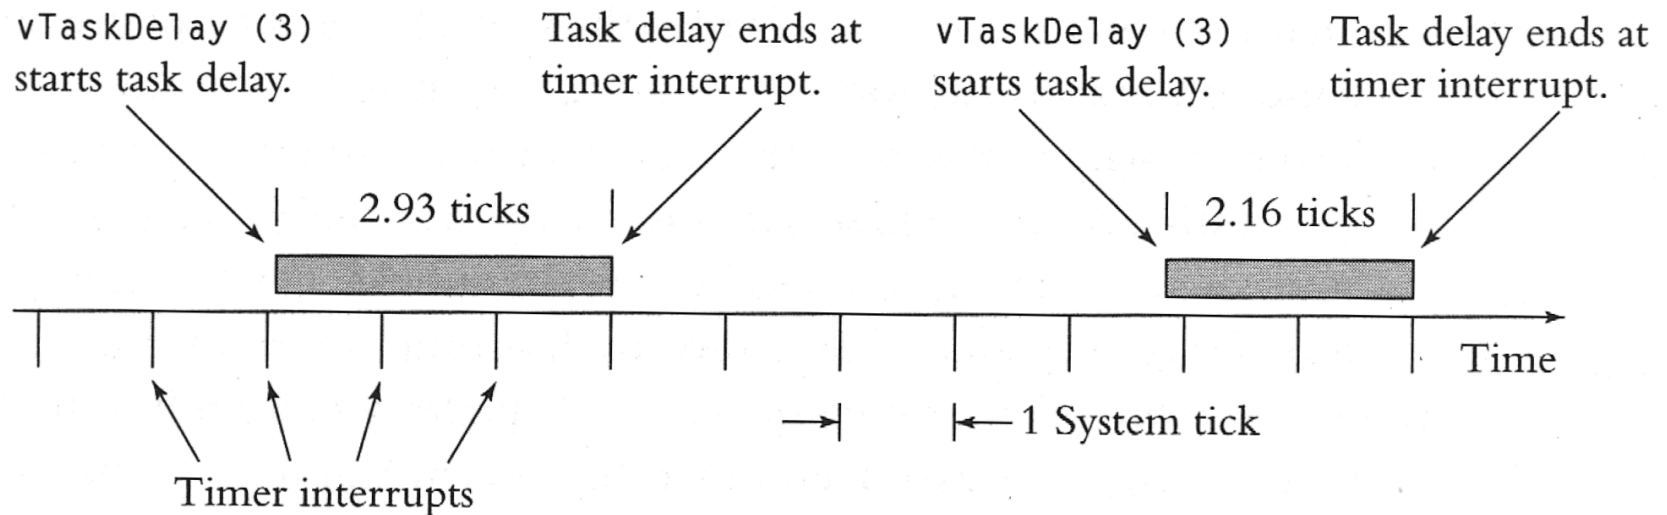 vTaskDelay (3)
starts task delay.
Task delay ends at
timer interrupt.
vTaskDelay (3)
starts task delay.
Task delay ends at
timer interrupt.
2.93 ticks
2.16 ticks
Time
1 System tick
Timer interrupts